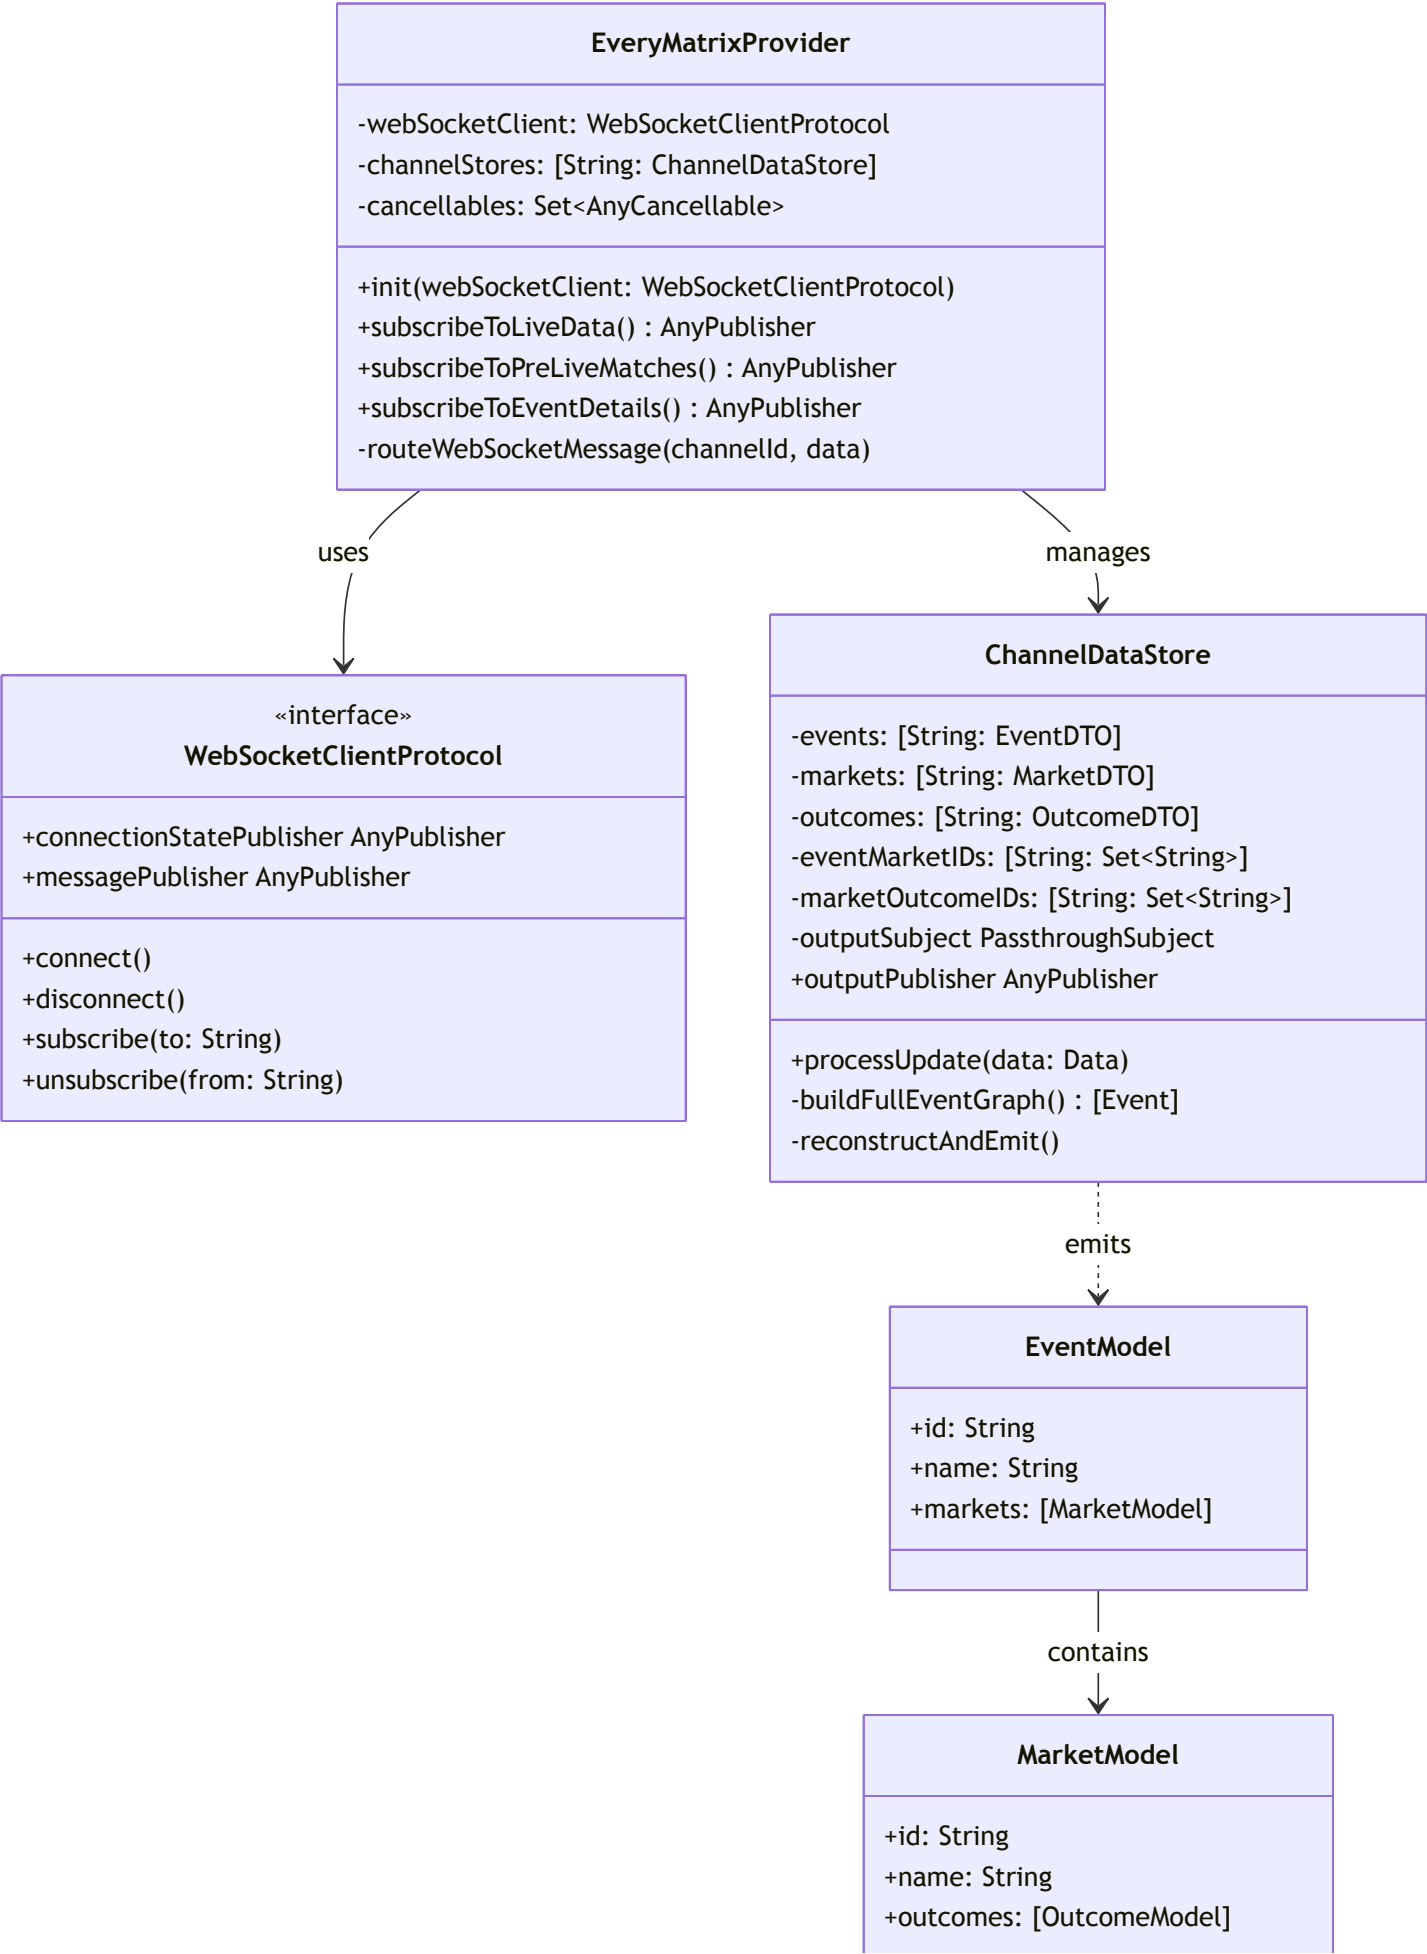 EveryMatrixProvider
-webSocketClient: WebSocketClientProtocol
-channelStores: [String: ChannelDataStore]
-cancellables: Set<AnyCancellable>
+init(webSocketClient: WebSocketClientProtocol)
+subscribeToLiveData() : AnyPublisher
+subscribeToPreLiveMatches() : AnyPublisher
+subscribeToEventDetails() : AnyPublisher
-routeWebSocketMessage(channelId, data)
uses
manages
«interface»
WebSocketClientProtocol
+connectionStatePublisher AnyPublisher
+messagePublisher AnyPublisher
+connect()
+disconnect()
+subscribe(to: String)
+unsubscribe(from: String)
ChannelDataStore
-events: [String: EventDTO]
-markets: [String: MarketDTO]
-outcomes: [String: OutcomeDTO]
-eventMarketIDs: [String: Set<String>]
-marketOutcomeIDs: [String: Set<String>]
-outputSubject PassthroughSubject
+outputPublisher AnyPublisher
+processUpdate(data: Data)
-buildFullEventGraph() : [Event]
-reconstructAndEmit()
emits
EventModel
+id: String
+name: String
+markets: [MarketModel]
contains
MarketModel
+id: String
+name: String
+outcomes: [OutcomeModel]